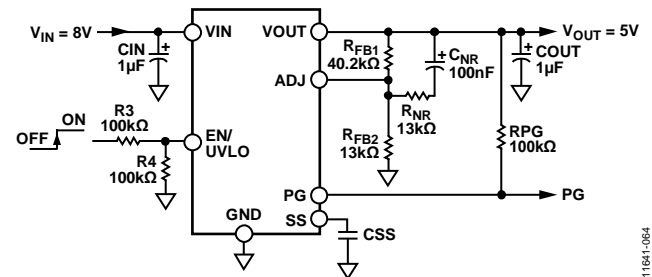 V_IN = 8V
CIN
1µF
+
VIN
VOUT
R_FB1
40.2kΩ
+
C_NR
100nF
+
COUT
1µF
V_OUT = 5V
ADJ
R_NR
13kΩ
R_FB2
13kΩ
ON
OFF
R3
100kΩ
R4
100kΩ
EN/
UVLO
RPG
100kΩ
PG
PG
GND
SS
CSS
11641-064